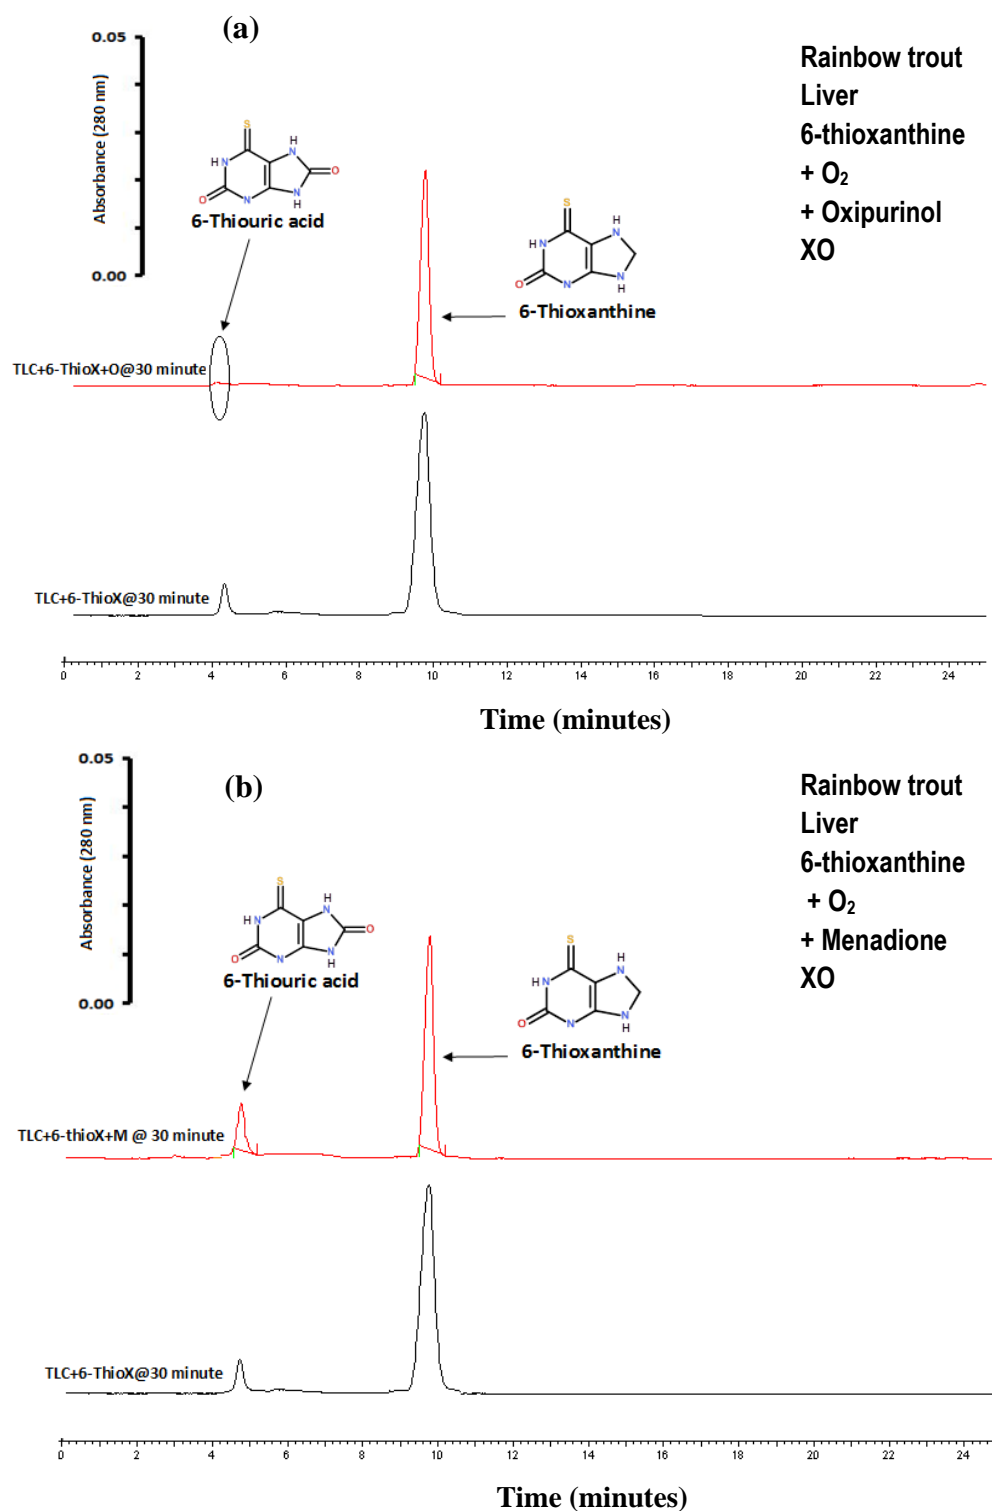 (a)
0.05
Absorbance (280 nm)
0.00
Rainbow trout
Liver
6-thioxanthine
+ O₂
+ Oxipurinol
XO
S
H
N
H N
O
O
N
N
H
6-Thiouric acid
S
H
N
H N
O
N
N
H
6-Thioxanthine
TLC+6-ThioX+O@30 minute
TLC+6-ThioX@30 minute
0 2 4 6 8 10 12 14 16 18 20 22 24
Time (minutes)
(b)
0.05
Absorbance (280 nm)
0.00
Rainbow trout
Liver
6-thioxanthine
+ O₂
+ Menadione
XO
S
H
N
H N
O
O
N
N
H
6-Thiouric acid
S
H
N
H N
O
N
N
H
6-Thioxanthine
TLC+6-thioX+M @ 30 minute
TLC+6-ThioX@30 minute
0 2 4 6 8 10 12 14 16 18 20 22 24
Time (minutes)